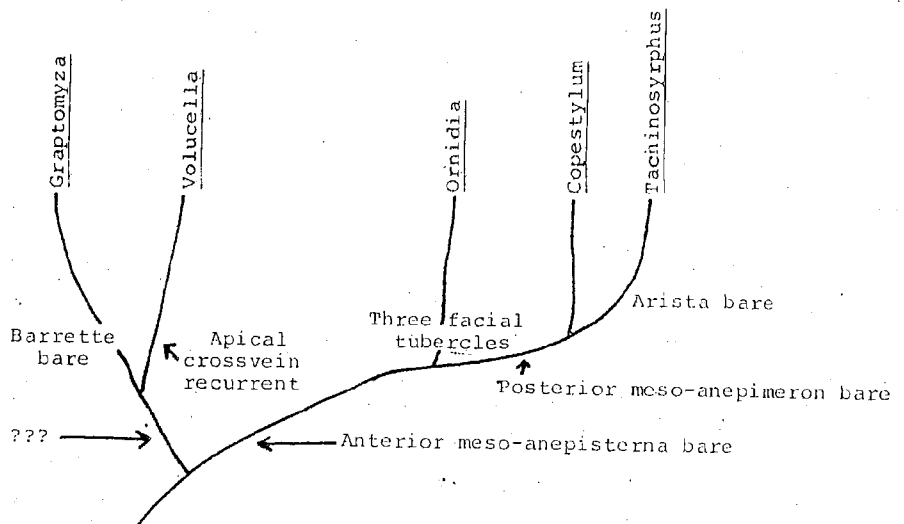 Graptomyza
Volucella
Ornidia
Copestylum
Tachinosyrphus
Arista bare
Three facial
tubercles
Barrette
bare
Apical
crossvein
recurrent
Posterior meso-anepimeron bare
???
Anterior meso-anepisterna bare